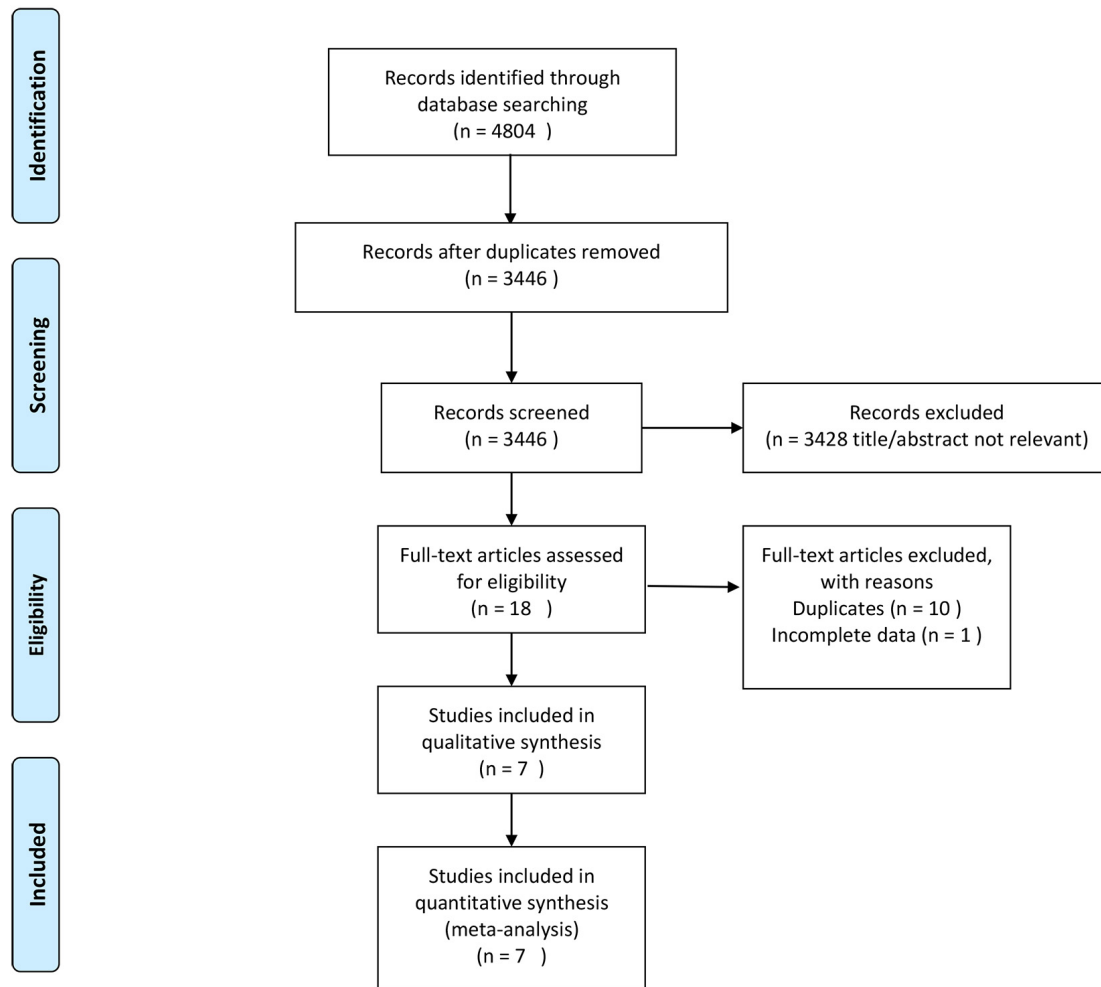 Identification
Records identified through
database searching
(n = 4804  )
Records after duplicates removed
(n = 3446 )
Screening
Records screened
(n = 3446 )
Records excluded
(n = 3428 title/abstract not relevant)
Eligibility
Full-text articles assessed
for eligibility
(n = 18   )
Full-text articles excluded,
with reasons
Duplicates (n = 10 )
Incomplete data (n = 1 )
Studies included in
qualitative synthesis
(n = 7  )
Included
Studies included in
quantitative synthesis
(meta-analysis)
(n = 7  )